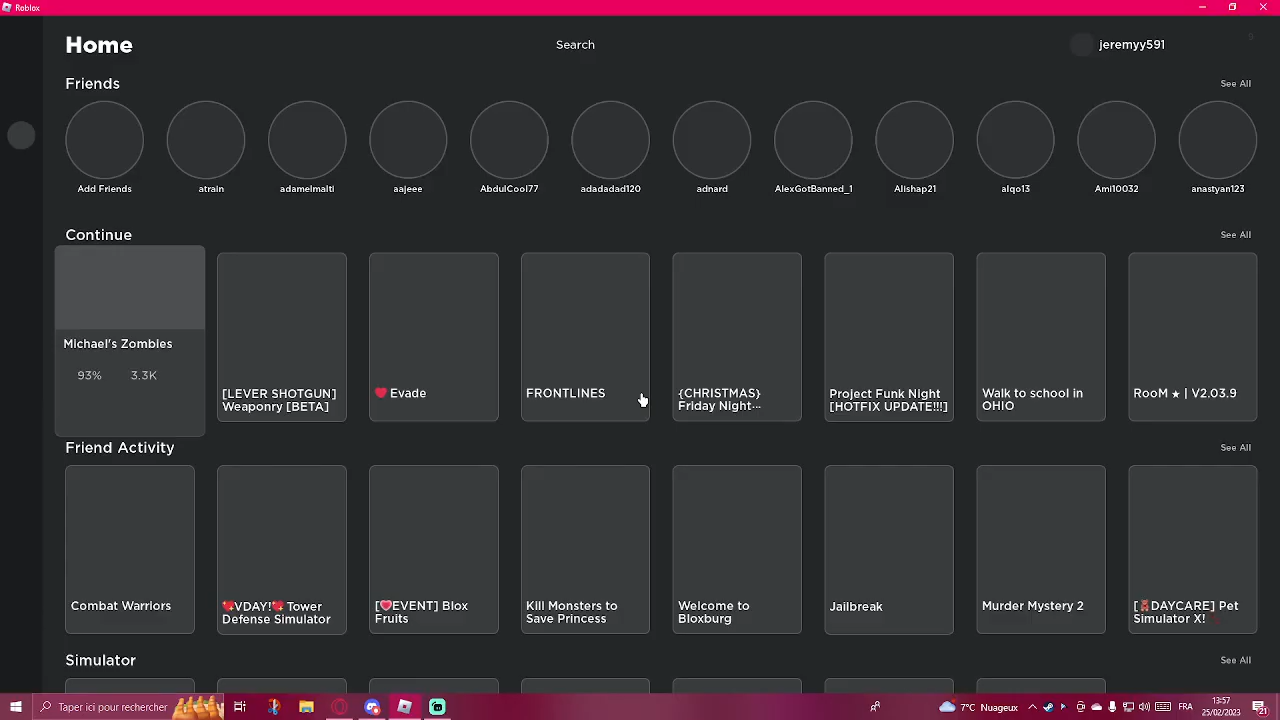 Roblox
Home
Search
jeremyy591
9
Friends
See All
Add Friends
atrain
adamelmalti
aajeee
AbdulCool77
adadadad120
adnard
AlexGotBanned_1
Alishap21
alqo13
Ami10032
anastyan123
Continue
See All
Michael's Zombies
93% 3.3K
[LEVER SHOTGUN]
Weaponry [BETA]
❤️ Evade
FRONTLINES
{CHRISTMAS}
Friday Night...
Project Funk Night
[HOTFIX UPDATE!!!]
Walk to school in
OHIO
RooM ★ | V2.03.9
Friend Activity
See All
Combat Warriors
💖VDAY!💖 Tower
Defense Simulator
[💗EVENT] Blox
Fruits
Kill Monsters to
Save Princess
Welcome to
Bloxburg
Jailbreak
Murder Mystery 2
[🧸DAYCARE] Pet
Simulator X!
Simulator
See All
Taper ici pour rechercher
7°C Nuageux
FRA
13:57
25/02/2023